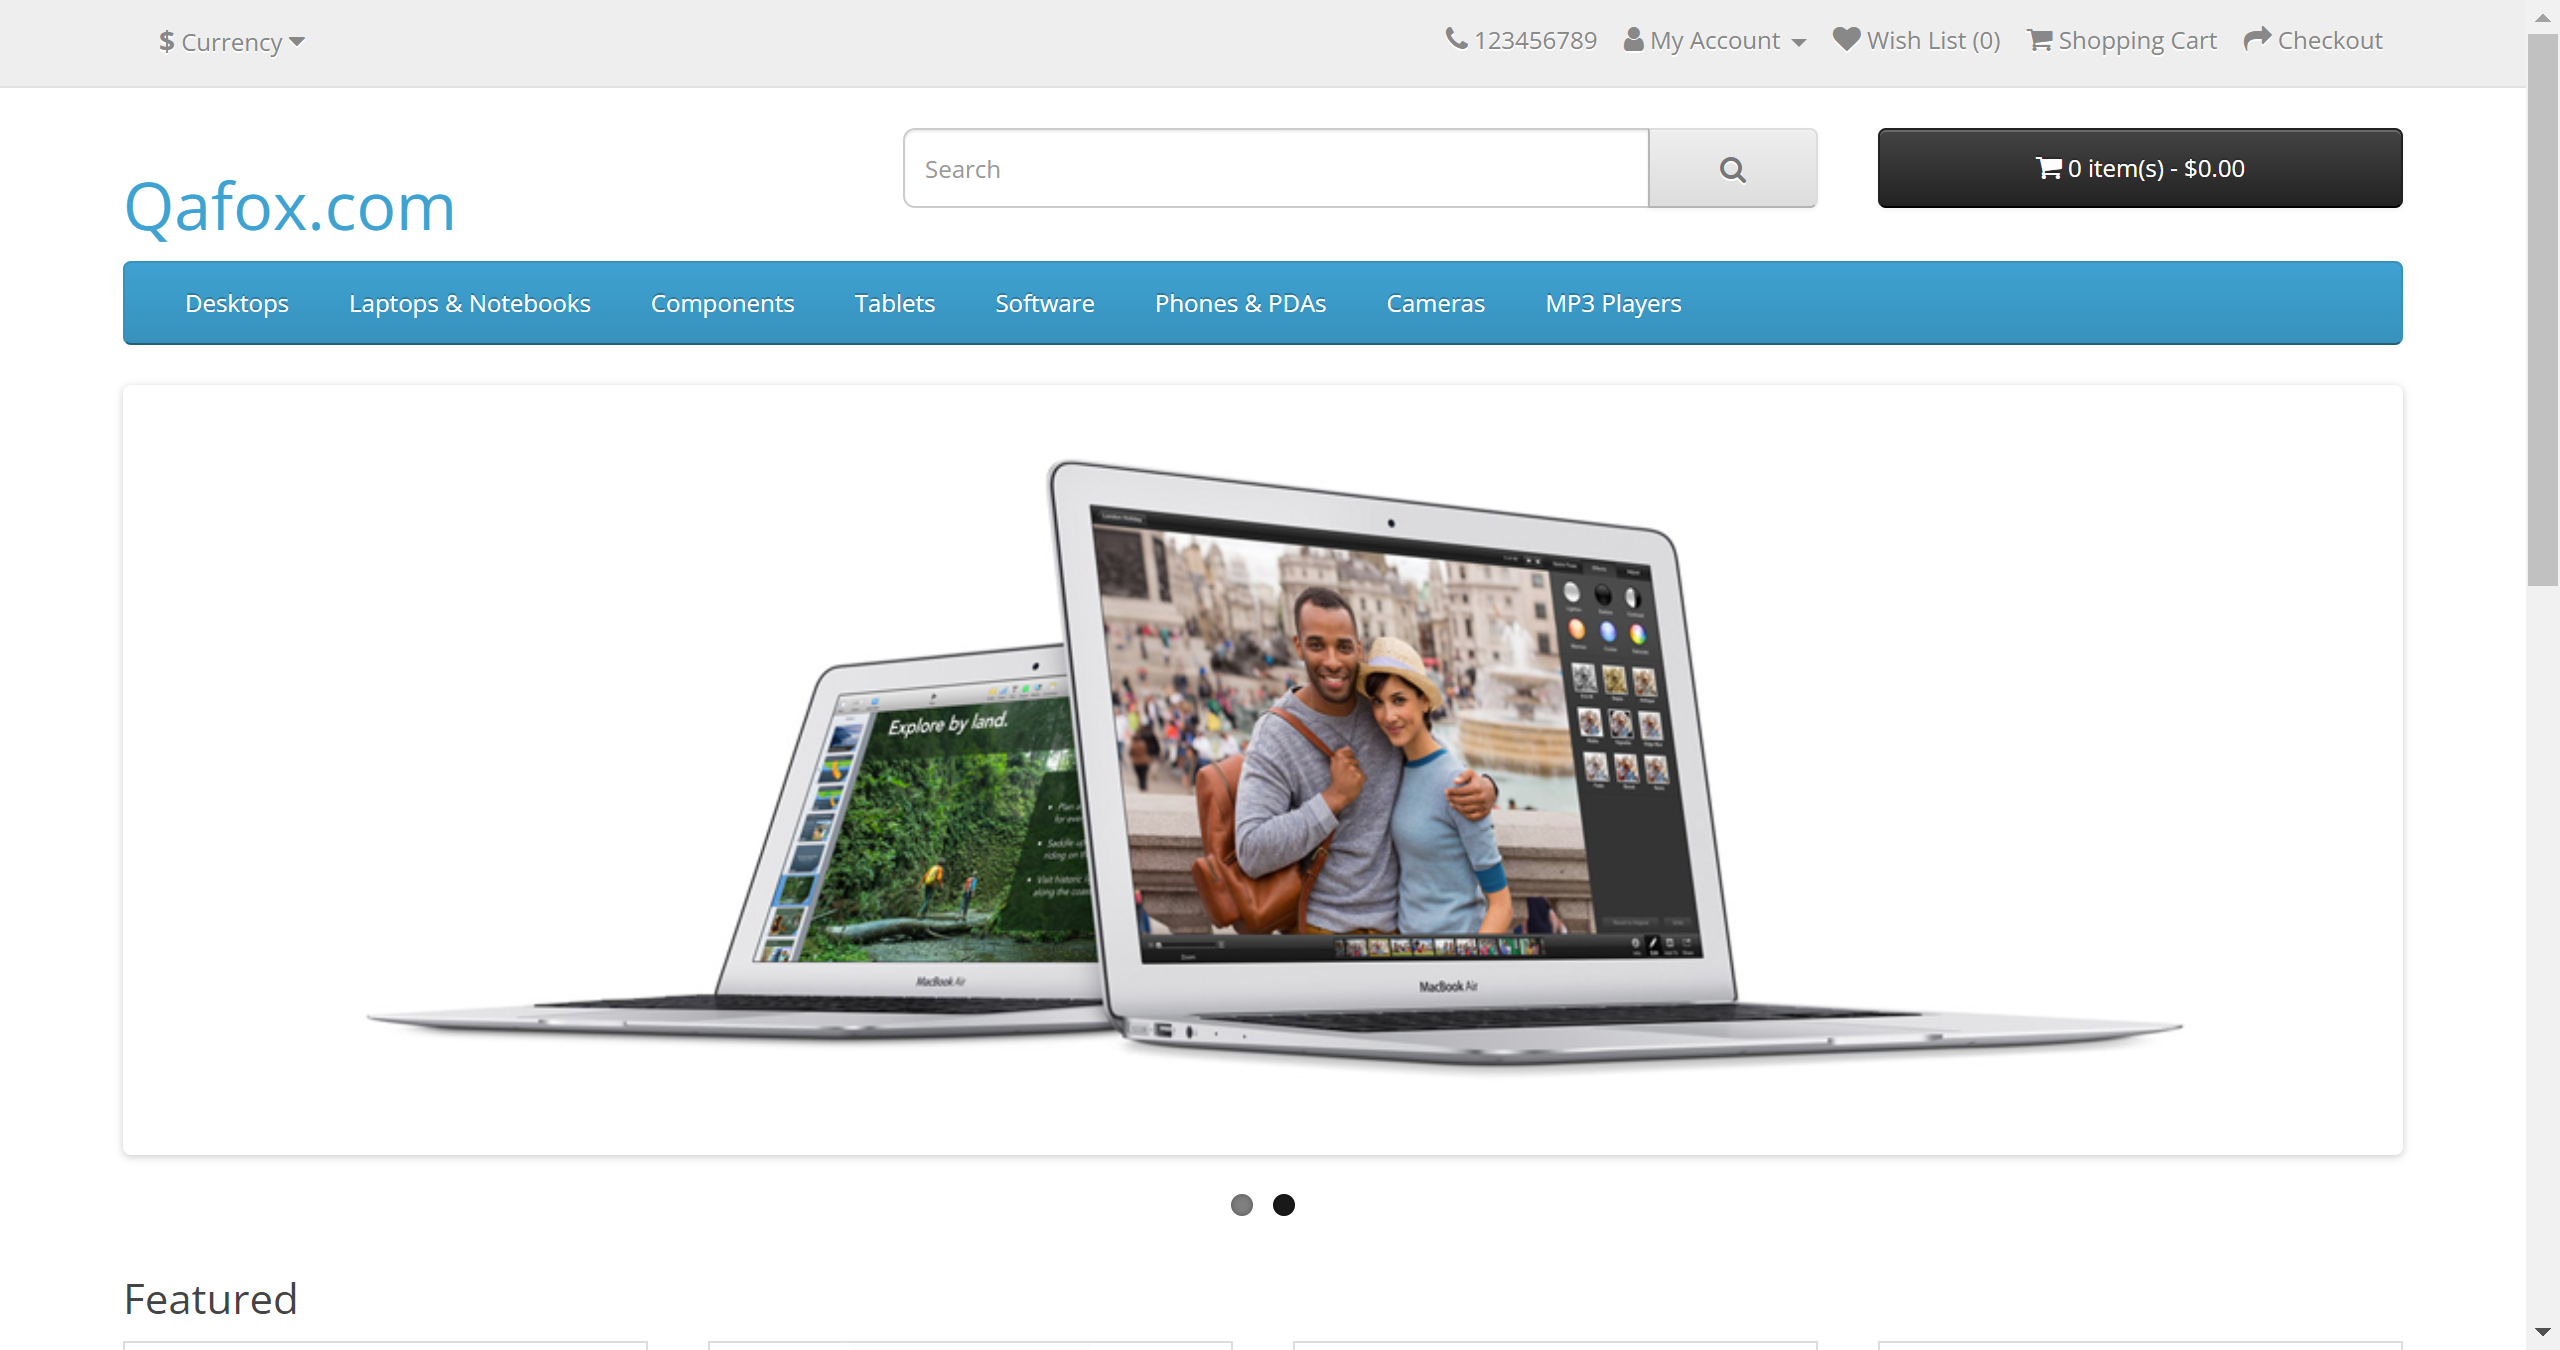 $ Currency
123456789 My Account Wish List (0) Shopping Cart Checkout
Search
0 item(s) - $0.00
Qafox.com
Desktops Laptops & Notebooks Components Tablets Software Phones & PDAs Cameras MP3 Players
Explore by land.
MacBook Air
MacBook Air
Featured